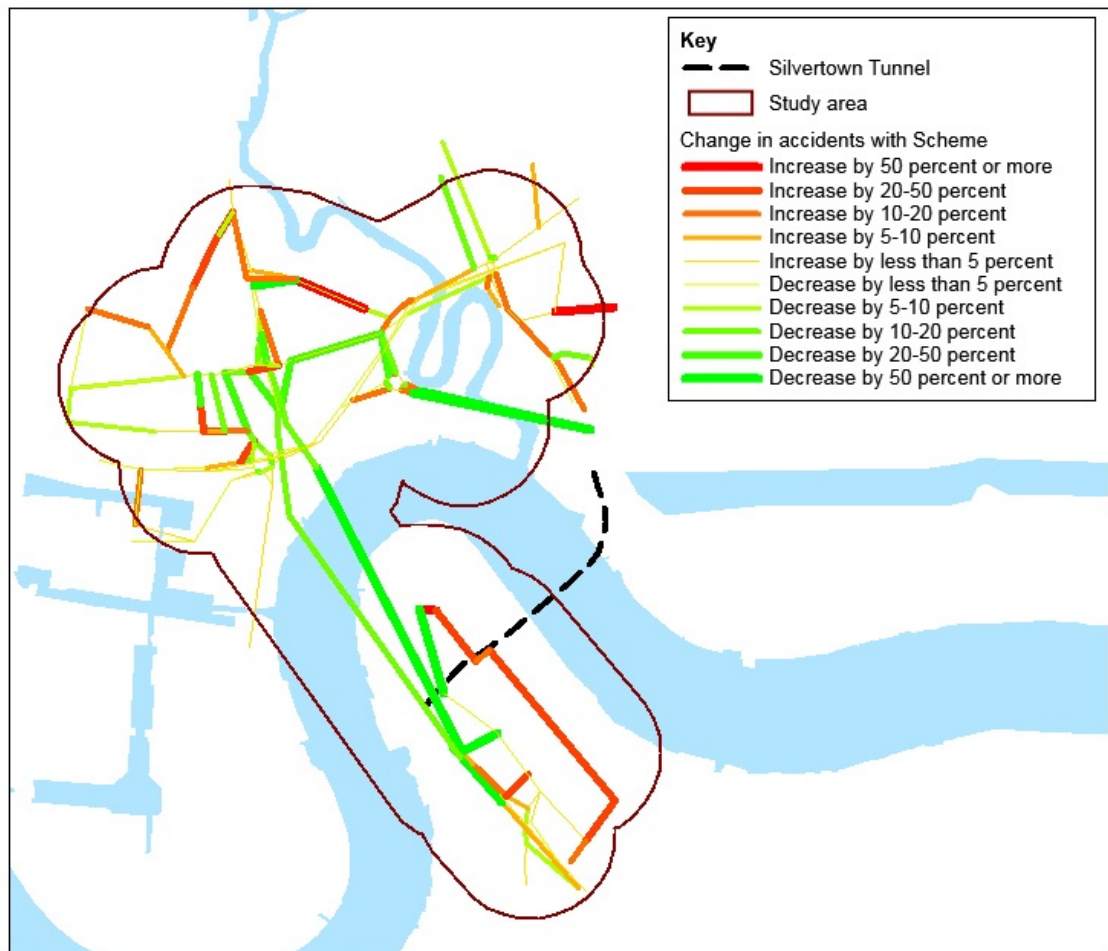 Key
Silvertown Tunnel
Study area
Change in accidents with Scheme
Increase by 50 percent or more
Increase by 20-50 percent
Increase by 10-20 percent
Increase by 5-10 percent
Increase by less than 5 percent
Decrease by less than 5 percent
Decrease by 5-10 percent
Decrease by 10-20 percent
Decrease by 20-50 percent
Decrease by 50 percent or more